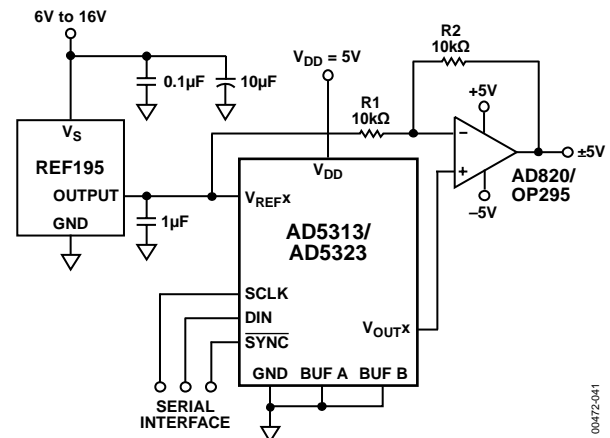 6V to 16V
0.1µF
10µF
V_DD = 5V
R1
10kΩ
R2
10kΩ
+5V
−
+
±5V
AD820/
OP295
–5V
V_S
REF195
OUTPUT
GND
1µF
V_DD
V_REFx
AD5313/
AD5323
SCLK
DIN
SYNC
V_OUTx
GND
BUF A
BUF B
SERIAL
INTERFACE
00472-041